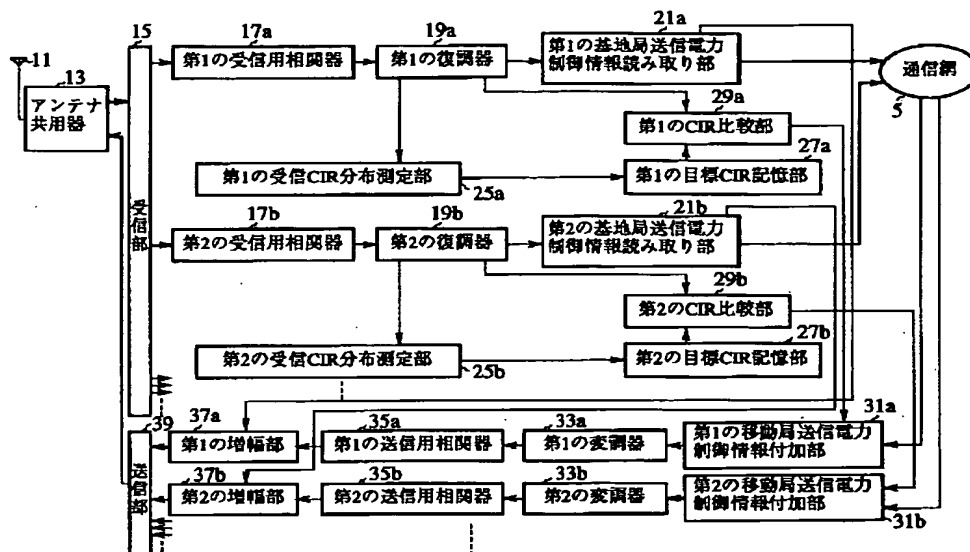 15
17a
19a
21a
11
13
アンテナ
共用器
第1の受信用相関器
第1の復調器
第1の基地局送信電力
制御情報読み取り部
通信網
5
29a
第1のCIR比較部
27a
第1の受信CIR分布測定部
25a
第1の目標CIR記憶部
受信部
17b
19b
21b
第2の受信用相関器
第2の復調器
第2の基地局送信電力
制御情報読み取り部
29b
第2のCIR比較部
27b
第2の受信CIR分布測定部
25b
第2の目標CIR記憶部
39
37a
35a
33a
31a
第1の増幅部
第1の送信用相関器
第1の変調器
第1の移動局送信電力
制御情報付加部
送信部
37b
35b
33b
第2の増幅部
第2の送信用相関器
第2の変調器
第2の移動局送信電力
制御情報付加部
31b